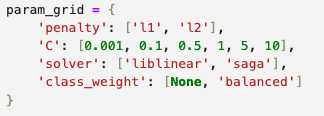 param_grid = {
    'penalty': ['l1', 'l2'],
    'C': [0.001, 0.1, 0.5, 1, 5, 10],
    'solver': ['liblinear', 'saga'],
    'class_weight': [None, 'balanced']
}